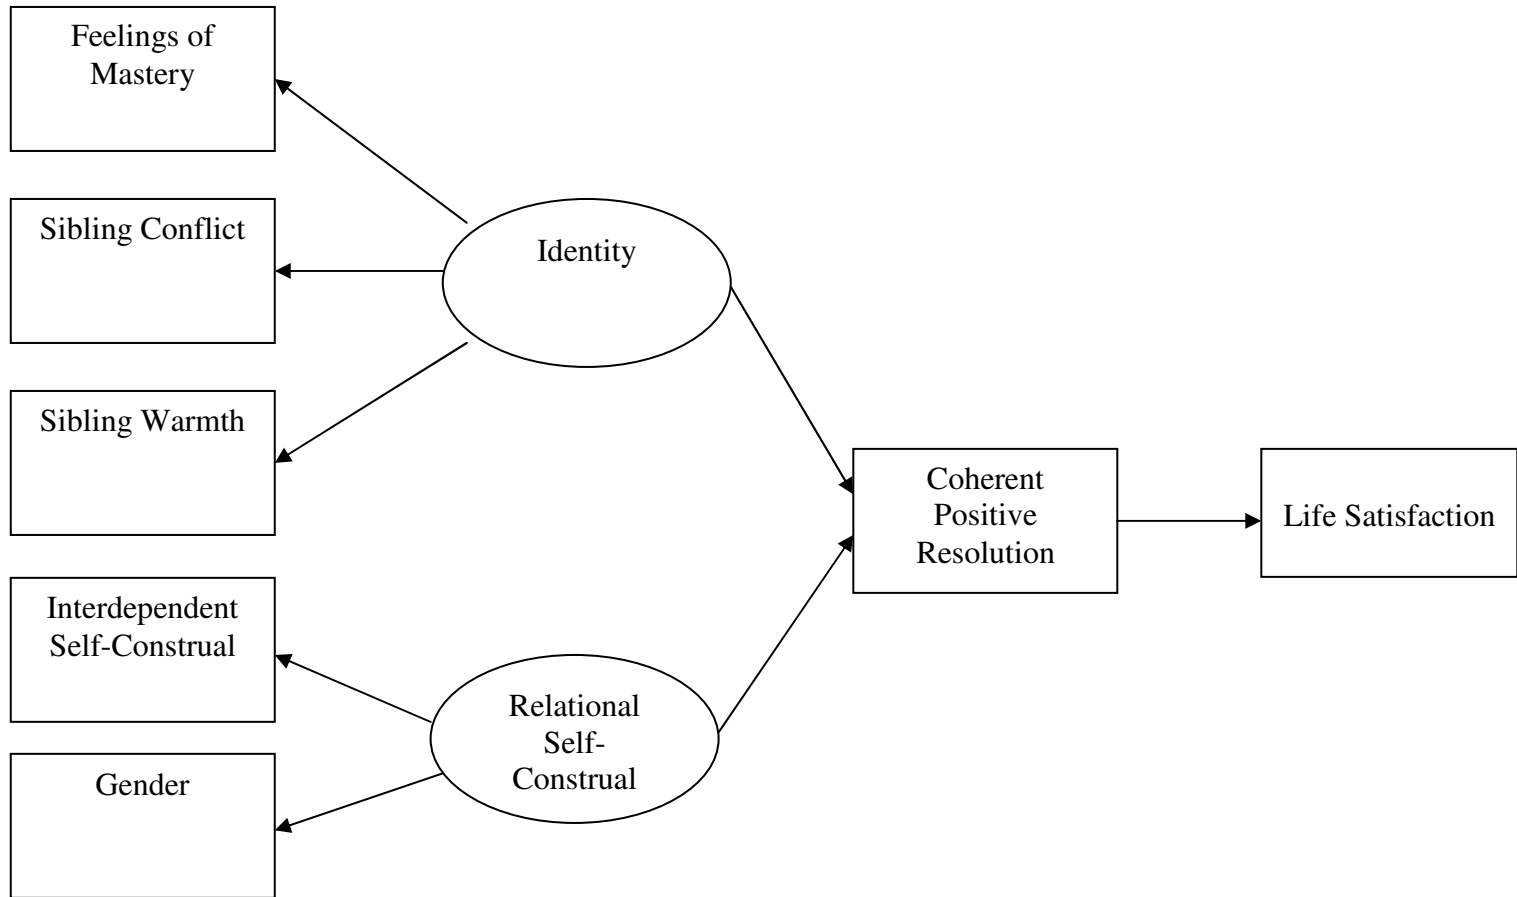 Feelings of
Mastery
Sibling Conflict
Identity
Sibling Warmth
Coherent
Positive
Resolution
Life Satisfaction
Interdependent
Self-Construal
Relational
Self-
Construal
Gender